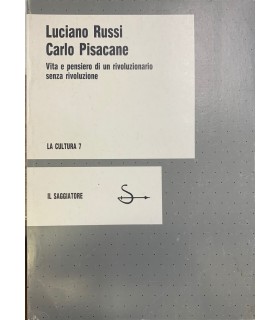 Luciano Russi
Carlo Pisacane
Vita e pensiero di un rivoluzionario
senza rivoluzione
LA CULTURA 7
IL SAGGIATORE